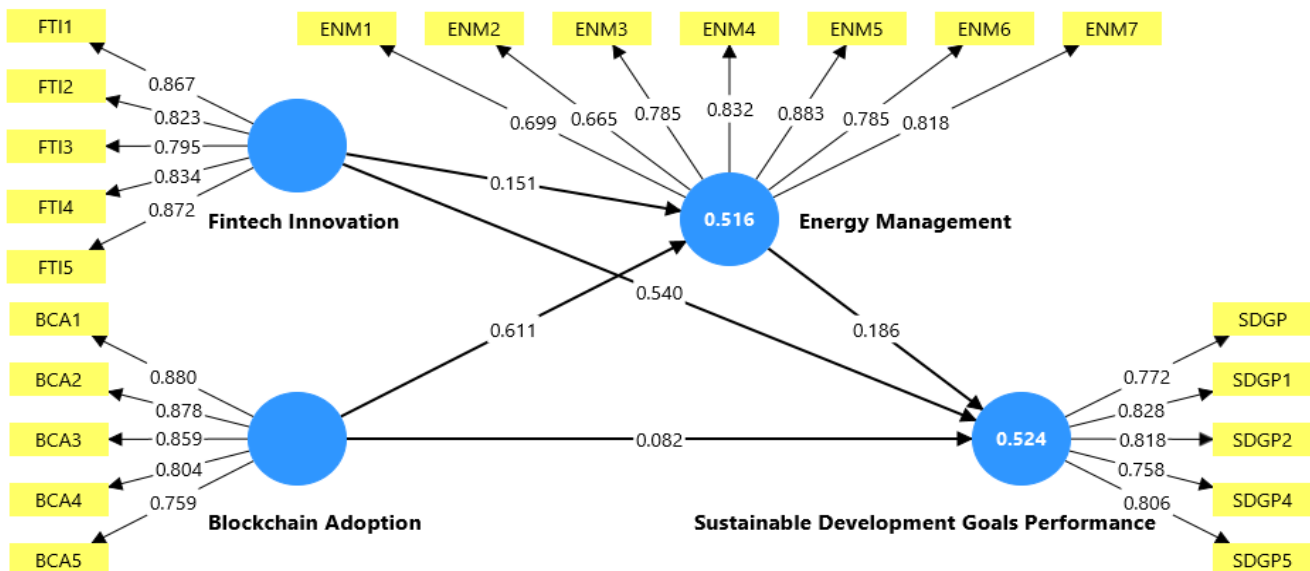 FTI1
FTI2
FTI3
FTI4
FTI5
0.867
0.823
0.795
0.834
0.872
Fintech Innovation
ENM1
ENM2
ENM3
ENM4
ENM5
ENM6
ENM7
0.699
0.665
0.785
0.832
0.883
0.785
0.818
0.516
Energy Management
0.151
0.540
0.611
0.186
0.082
BCA1
BCA2
BCA3
BCA4
BCA5
0.880
0.878
0.859
0.804
0.759
Blockchain Adoption
0.524
Sustainable Development Goals Performance
0.772
0.828
0.818
0.758
0.806
SDGP
SDGP1
SDGP2
SDGP4
SDGP5